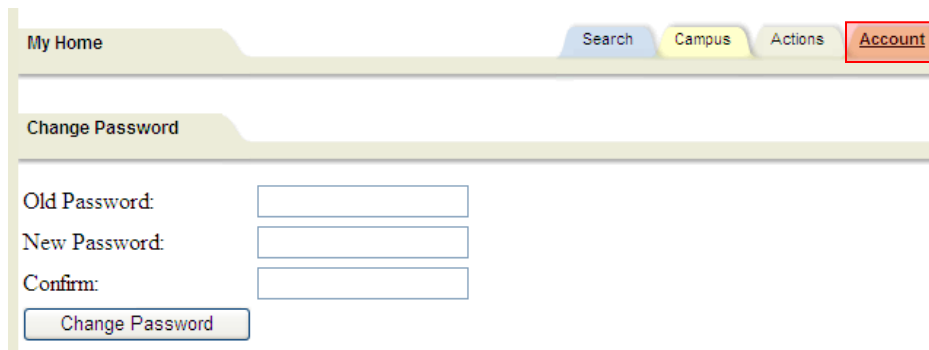 My Home Search Campus Actions Account
Change Password
Old Password:
New Password:
Confirm:
Change Password